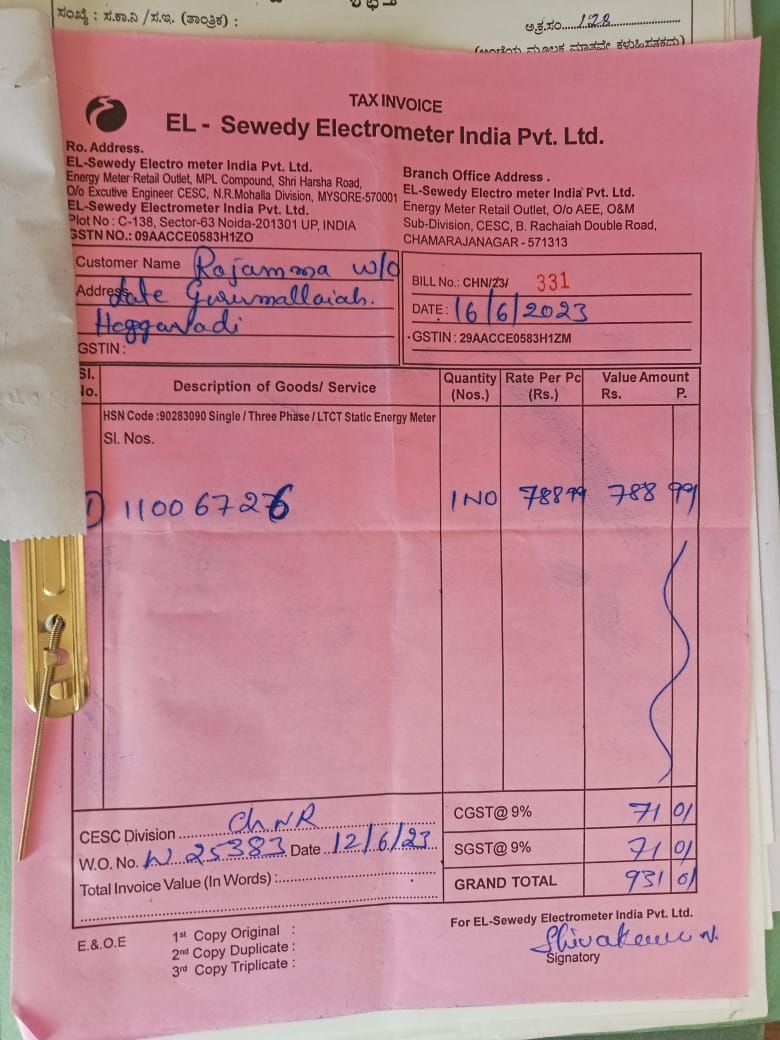 ಸಂಖ್ಯೆ : ಸ.ಕಾ.ನಿ /ಸ.ಇ. (ತಾಂತ್ರಿಕ) :
ಅ.ಕ್ರ.ಸಂ.....128
TAX INVOICE
EL - Sewedy Electrometer India Pvt. Ltd.
Ro. Address.
EL-Sewedy Electro meter India Pvt. Ltd.
Energy Meter Retail Outlet, MPL Compound, Shri Harsha Road,
O/o Excutive Engineer CESC, N.R.Mohalla Division, MYSORE-570001
EL-Sewedy Electrometer India Pvt. Ltd.
Plot No : C-138, Sector-63 Noida-201301 UP, INDIA
GSTN NO.: 09AACCE0583H1ZO
Branch Office Address .
EL-Sewedy Electro meter India Pvt. Ltd.
Energy Meter Retail Outlet, O/o AEE, O&M
Sub-Division, CESC, B. Rachaiah Double Road,
CHAMARAJANAGAR - 571313
Customer Name Rajamma w/o
Address late Gurumallaiah.
Heggavadi
GSTIN :
BILL No.: CHN/23/ 331
DATE : 16/6/2023
GSTIN : 29AACCE0583H1ZM
Sl. No. Description of Goods/ Service Quantity (Nos.) Rate Per Pc (Rs.) Value Amount Rs. P.
HSN Code :90283090 Single / Three Phase / LTCT Static Energy Meter
Sl. Nos.
1) 110067276 1NO 788 99 788 99
CGST@ 9% 71 01
SGST@ 9% 71 01
GRAND TOTAL 931 01
CESC Division ChNR
W.O. No. N 25383 Date 12/6/23
Total Invoice Value (In Words) :
E.& O.E
1st Copy Original :
2nd Copy Duplicate :
3rd Copy Triplicate :
For EL-Sewedy Electrometer India Pvt. Ltd.
Shivakumar N.
Signatory